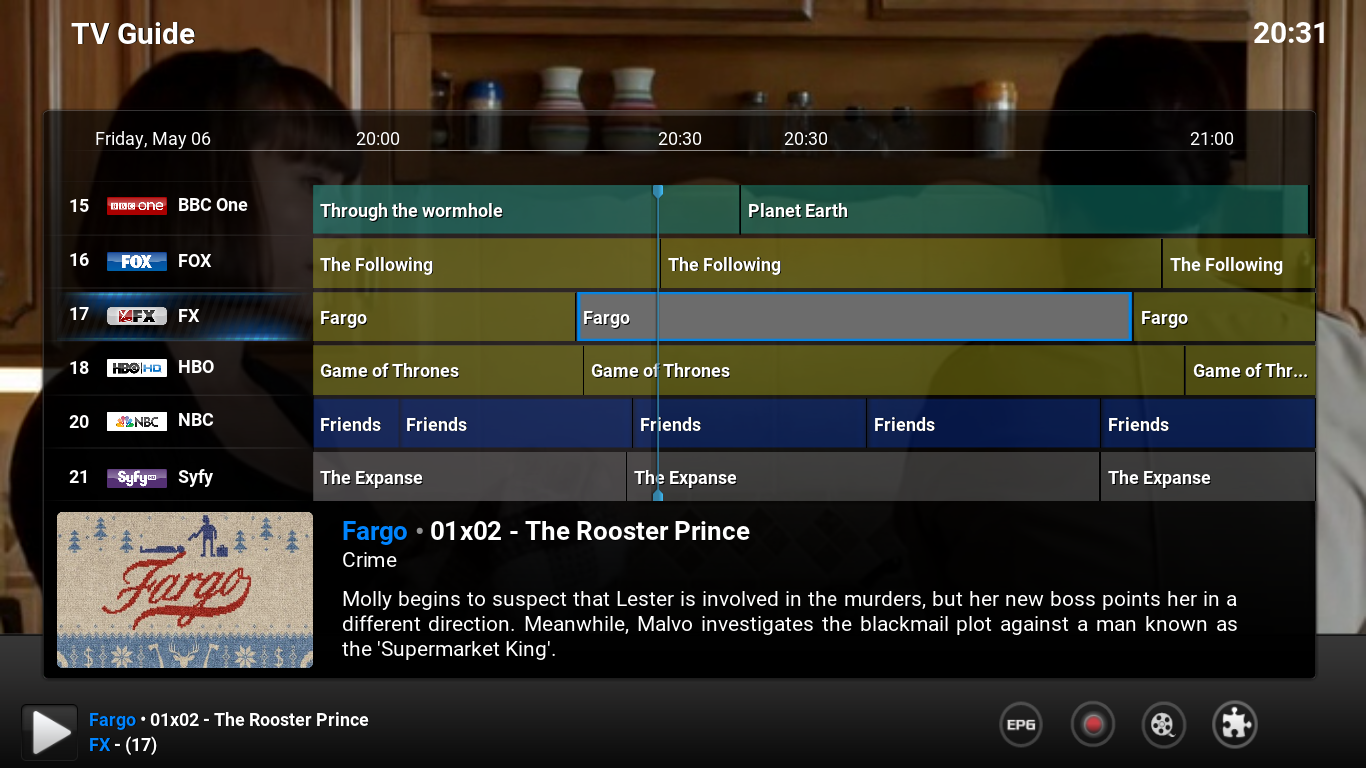 TV Guide
20:31
Friday, May 06 20:00 20:30 20:30 21:00
15 BBC one BBC One Through the wormhole Planet Earth
16 FOX FOX The Following The Following The Following
17 FX FX Fargo Fargo Fargo
18 HBO HD HBO Game of Thrones Game of Thrones Game of Thr...
20 NBC NBC Friends Friends Friends Friends Friends
21 Syfy HD Syfy The Expanse The Expanse The Expanse
Fargo
Fargo • 01x02 - The Rooster Prince
Crime
Molly begins to suspect that Lester is involved in the murders, but her new boss points her in a
different direction. Meanwhile, Malvo investigates the blackmail plot against a man known as
the 'Supermarket King'.
Fargo • 01x02 - The Rooster Prince
FX - (17)
EPG